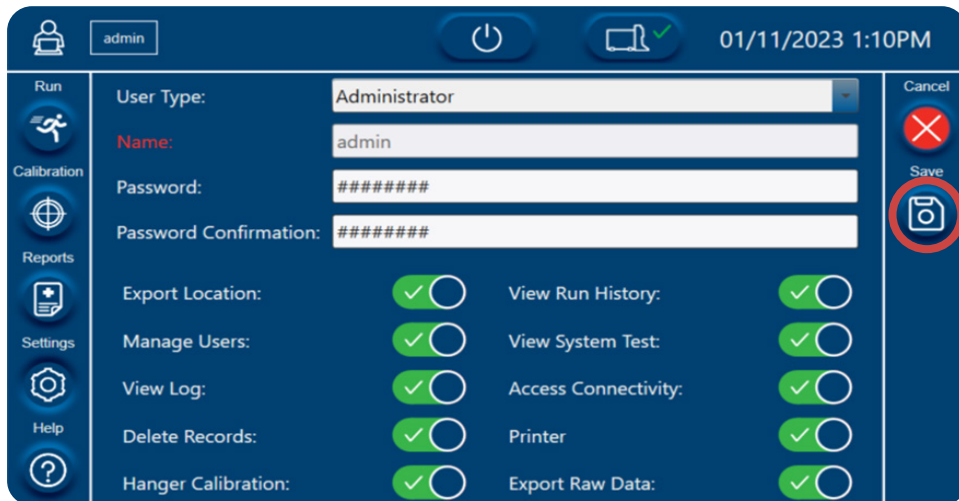 admin
01/11/2023 1:10PM
Run
Calibration
Reports
Settings
Help
User Type: Administrator
Name: admin
Password: ########
Password Confirmation: ########
Export Location: View Run History:
Manage Users: View System Test:
View Log: Access Connectivity:
Delete Records: Printer
Hanger Calibration: Export Raw Data:
Cancel
Save